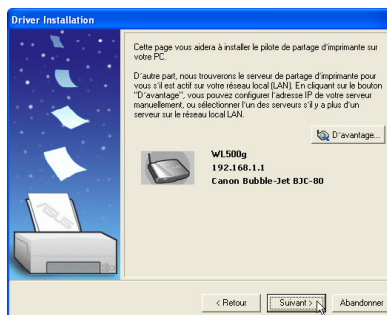 Driver Installation
Cette page vous aidera à installer le pilote de partage d'imprimante sur
votre PC.
D'autre part, nous trouverons le serveur de partage d'imprimante pour
vous s'il est actif sur votre réseau local (LAN). En cliquant sur le bouton
"D'avantage", vous pouvez configurer l'adresse IP de votre serveur
manuellement, ou sélectionner l'un des serveurs s'il y a plus d'un
serveur sur le réseau local LAN.
D'avantage...
WL500g
192.168.1.1
Canon Bubble-Jet BJC-80
ASUS
< Retour
Suivant >
Abandonner